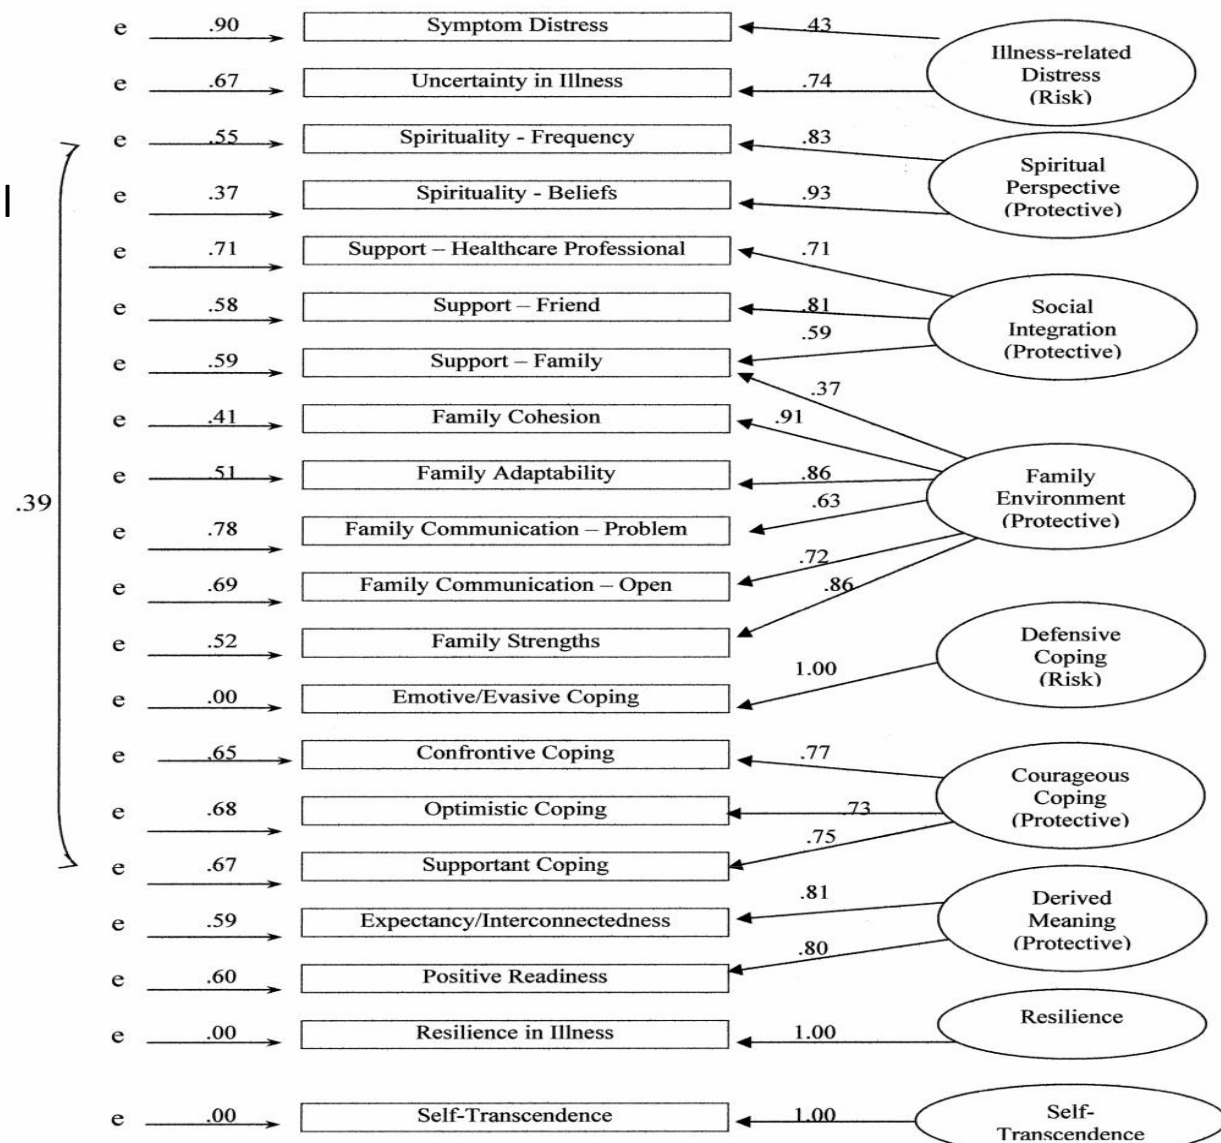 e .90 Symptom Distress .43
Illness-related
Distress
(Risk)
e .67 Uncertainty in Illness .74
e .55 Spirituality - Frequency .83
Spiritual
Perspective
(Protective)
e .37 Spirituality - Beliefs .93
e .71 Support – Healthcare Professional .71
e .58 Support – Friend .81
Social
Integration
(Protective)
e .59 Support – Family .59
.37
e .41 Family Cohesion .91
e .51 Family Adaptability .86
Family
Environment
(Protective)
.39
e .78 Family Communication – Problem .63
e .69 Family Communication – Open .72
e .52 Family Strengths .86
Defensive
Coping
(Risk)
e .00 Emotive/Evasive Coping 1.00
e .65 Confrontive Coping .77
Courageous
Coping
(Protective)
e .68 Optimistic Coping .73
e .67 Supportant Coping .75
e .59 Expectancy/Interconnectedness .81
Derived
Meaning
(Protective)
e .60 Positive Readiness .80
e .00 Resilience in Illness 1.00
Resilience
e .00 Self-Transcendence 1.00
Self-
Transcendence